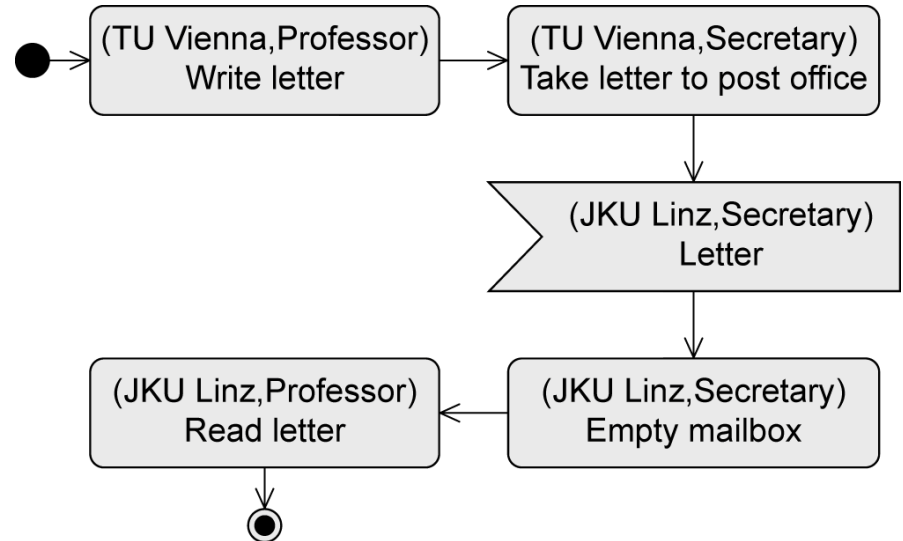 (TU Vienna,Professor)
Write letter
(TU Vienna,Secretary)
Take letter to post office
(JKU Linz,Secretary)
Letter
(JKU Linz,Secretary)
Empty mailbox
(JKU Linz,Professor)
Read letter